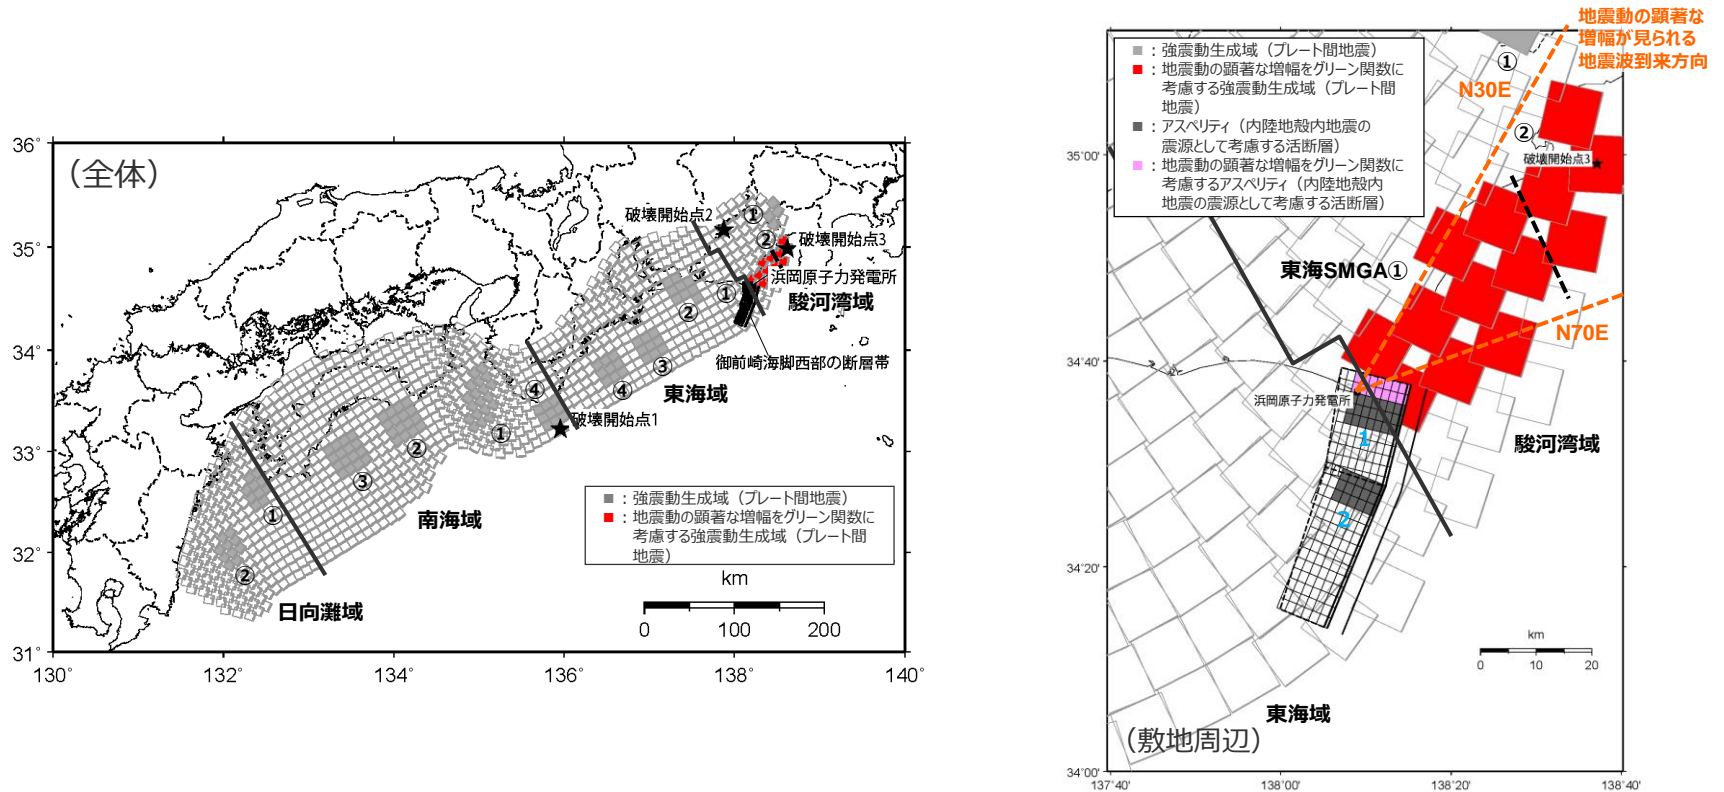 （全体）
36°
35°
34°
33°
32°
31°
130
132
134
136
138
140
破壊開始点2
①
②
破壊開始点3
浜岡原子力発電所
駿河湾域
①
②
御前崎海脚西部の断層帯
③
④
④
東海域
破壊開始点1
①
②
③
南海域
①
②
日向灘域
■：強震動生成域（プレート間地震）
■：地震動の顕著な増幅をグリーン関数に
考慮する強震動生成域（プレート間
地震）
km
0 100 200
地震動の顕著な
増幅が見られる
地震波到来方向
■：強震動生成域（プレート間地震）
■：地震動の顕著な増幅をグリーン関数に
考慮する強震動生成域（プレート間
地震）
■：アスペリティ（内陸地殻内地震の
震源として考慮する活断層）
■：地震動の顕著な増幅をグリーン関数に
考慮するアスペリティ（内陸地殻内
地震の震源として考慮する活断層）
①
N30E
②
破壊開始点3
東海SMGA①
N70E
浜岡原子力発電所
1
2
駿河湾域
東海域
（敷地周辺）
km
0 10 20
35°00'
34°40'
34°20'
34°00'
137°40'
138°00'
138°20'
138°40'